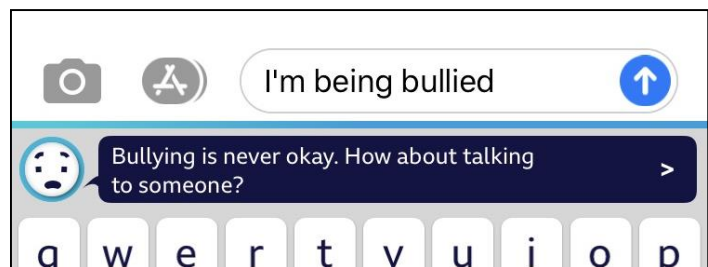 I'm being bullied
Bullying is never okay. How about talking
to someone?
>
q w e r t y u i o p